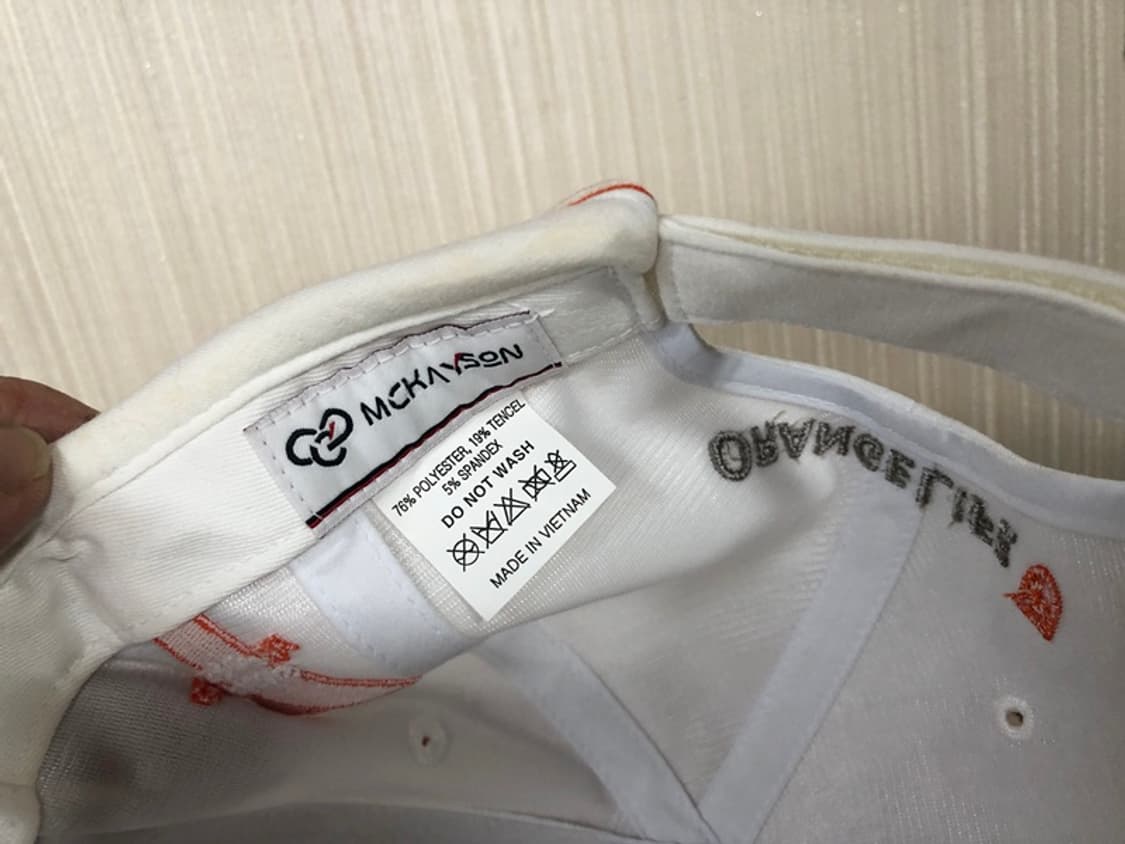 MCKAYSON
76% POLYESTER, 19% TENCEL
5% SPANDEX
DO NOT WASH
MADE IN VIETNAM
ORANGELIFE